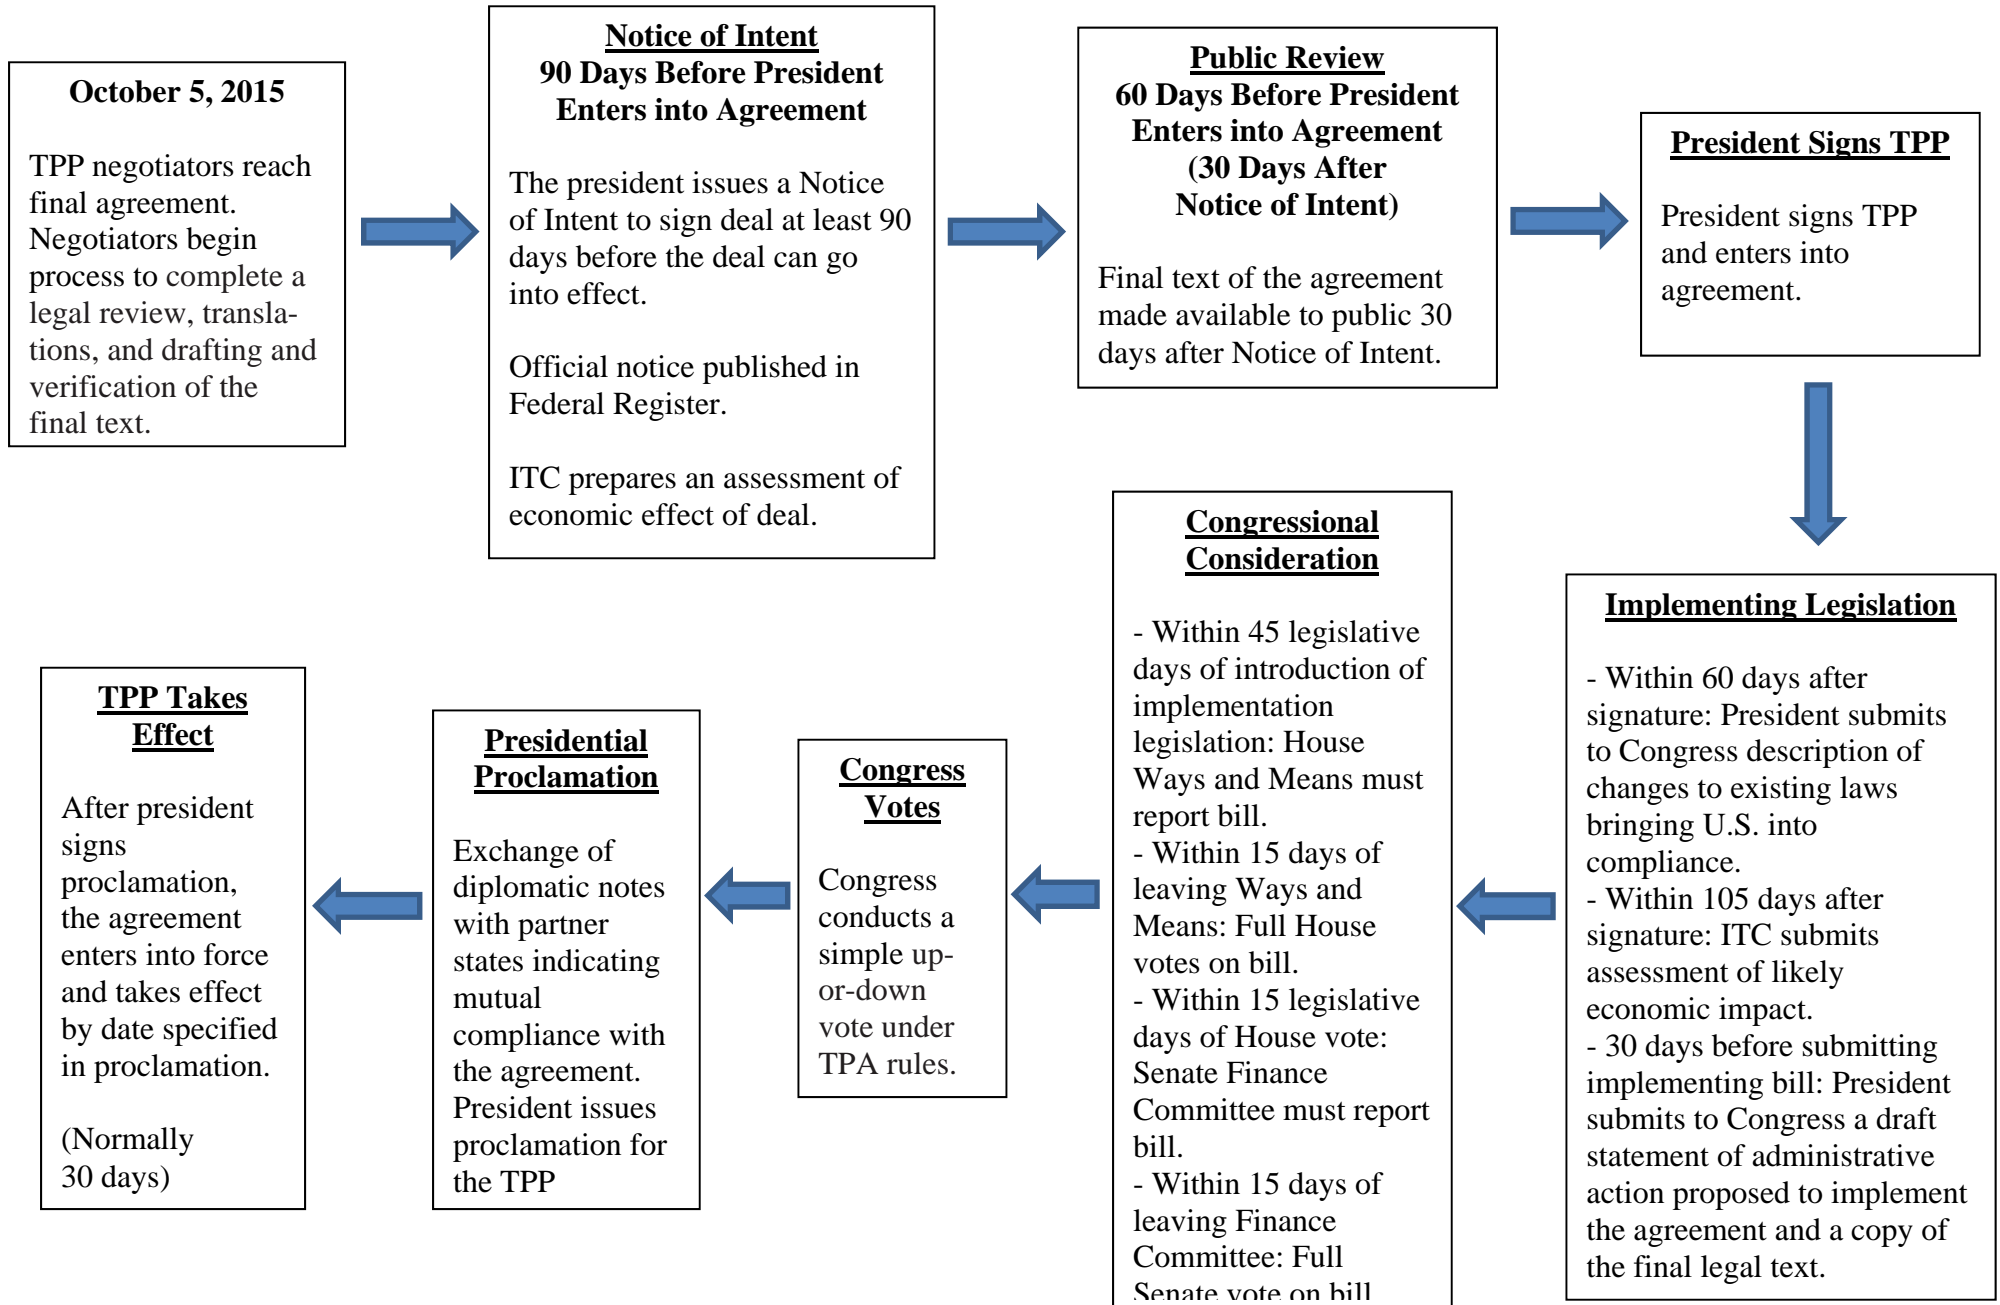 October 5, 2015
TPP negotiators reach
final agreement.
Negotiators begin
process to complete a
legal review, transla-
tions, and drafting and
verification of the
final text.
Notice of Intent
90 Days Before President
Enters into Agreement
The president issues a Notice
of Intent to sign deal at least 90
days before the deal can go
into effect.
Official notice published in
Federal Register.
ITC prepares an assessment of
economic effect of deal.
Public Review
60 Days Before President
Enters into Agreement
(30 Days After
Notice of Intent)
Final text of the agreement
made available to public 30
days after Notice of Intent.
President Signs TPP
President signs TPP
and enters into
agreement.
Implementing Legislation
- Within 60 days after
signature: President submits
to Congress description of
changes to existing laws
bringing U.S. into
compliance.
- Within 105 days after
signature: ITC submits
assessment of likely
economic impact.
- 30 days before submitting
implementing bill: President
submits to Congress a draft
statement of administrative
action proposed to implement
the agreement and a copy of
the final legal text.
Congressional
Consideration
- Within 45 legislative
days of introduction of
implementation
legislation: House
Ways and Means must
report bill.
- Within 15 days of
leaving Ways and
Means: Full House
votes on bill.
- Within 15 legislative
days of House vote:
Senate Finance
Committee must report
bill.
- Within 15 days of
leaving Finance
Committee: Full
Senate vote on bill
Congress
Votes
Congress
conducts a
simple up-
or-down
vote under
TPA rules.
Presidential
Proclamation
Exchange of
diplomatic notes
with partner
states indicating
mutual
compliance with
the agreement.
President issues
proclamation for
the TPP
TPP Takes
Effect
After president
signs
proclamation,
the agreement
enters into force
and takes effect
by date specified
in proclamation.
(Normally
30 days)